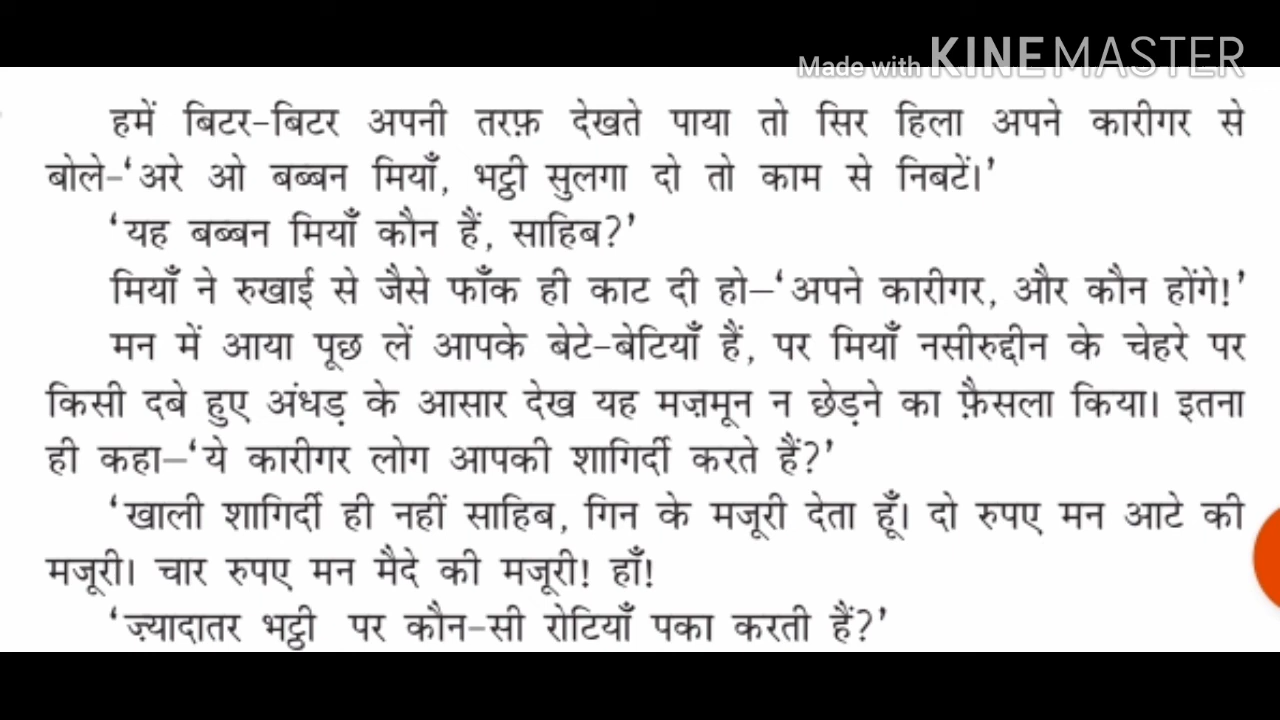 Made with KINEMASTER
हमें बिटर-बिटर अपनी तरफ़ देखते पाया तो सिर हिला अपने कारीगर से
बोले-‘अरे ओ बब्बन मियाँ, भट्ठी सुलगा दो तो काम से निबटें।’
‘यह बब्बन मियाँ कौन हैं, साहिब?’
मियाँ ने रुखाई से जैसे फाँक ही काट दी हो–‘अपने कारीगर, और कौन होंगे!’
मन में आया पूछ लें आपके बेटे-बेटियाँ हैं, पर मियाँ नसीरुद्दीन के चेहरे पर
किसी दबे हुए अंधड़ के आसार देख यह मज़मून न छेड़ने का फ़ैसला किया। इतना
ही कहा–‘ये कारीगर लोग आपकी शागिर्दी करते हैं?’
‘खाली शागिर्दी ही नहीं साहिब, गिन के मजूरी देता हूँ। दो रुपए मन आटे की
मजूरी। चार रुपए मन मैदे की मजूरी! हाँ!
‘ज़्यादातर भट्ठी पर कौन-सी रोटियाँ पका करती हैं?’